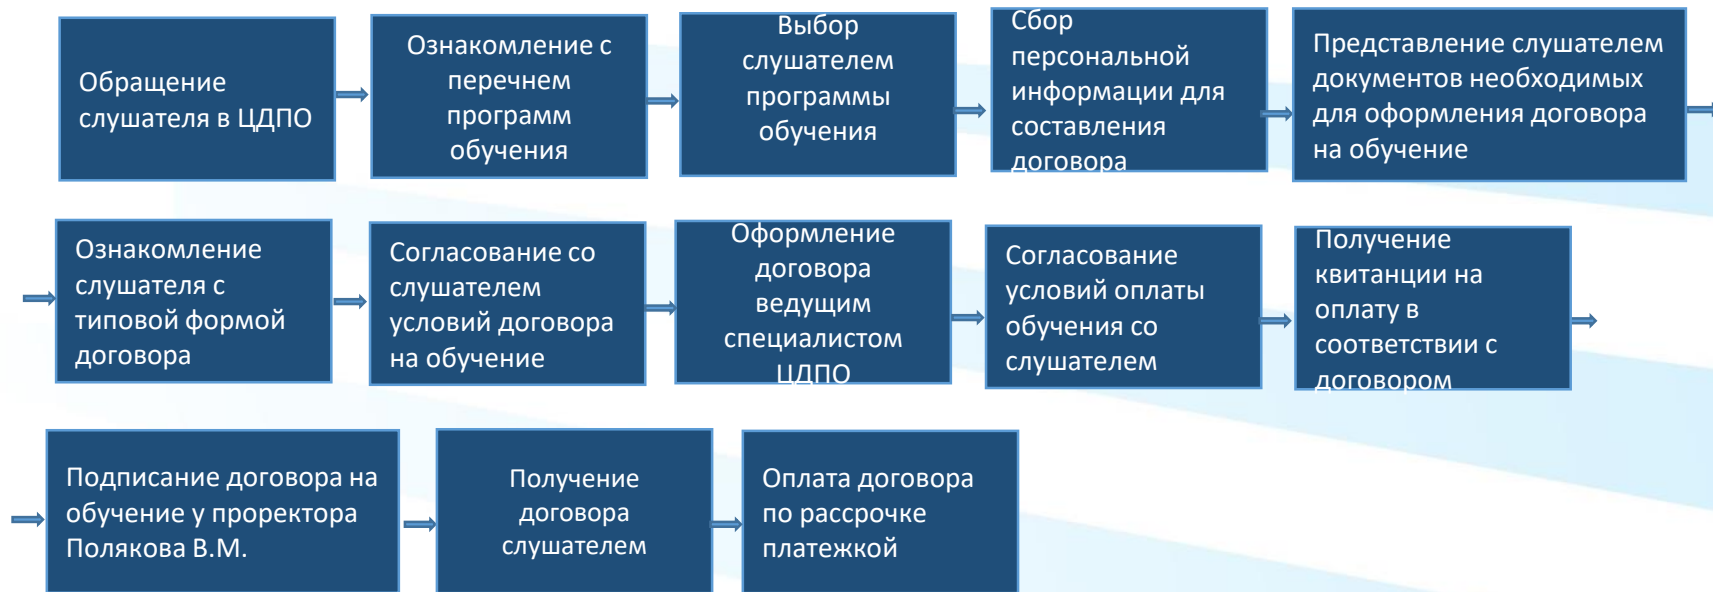 Обращение
слушателя в ЦДПО
Ознакомление с
перечнем
программ
обучения
Выбор
слушателем
программы
обучения
Сбор
персональной
информации для
составления
договора
Представление слушателем
документов необходимых
для оформления договора
на обучение
Ознакомление
слушателя с
типовой формой
договора
Согласование со
слушателем
условий договора
на обучение
Оформление
договора
ведущим
специалистом
ЦДПО
Согласование
условий оплаты
обучения со
слушателем
Получение
квитанции на
оплату в
соответствии с
договором
Подписание договора на
обучение у проректора
Полякова В.М.
Получение
договора
слушателем
Оплата договора
по рассрочке
платежкой